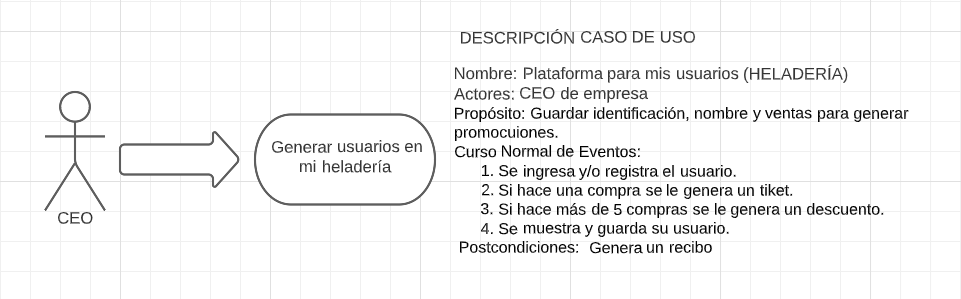 CEO
Generar usuarios en
mi heladería
DESCRIPCIÓN CASO DE USO
Nombre: Plataforma para mis usuarios (HELADERÍA)
Actores: CEO de empresa
Propósito: Guardar identificación, nombre y ventas para generar
promocuiones.
Curso Normal de Eventos:
1. Se ingresa y/o registra el usuario.
2. Si hace una compra se le genera un tiket.
3. Si hace más de 5 compras se le genera un descuento.
4. Se muestra y guarda su usuario.
Postcondiciones: Genera un recibo